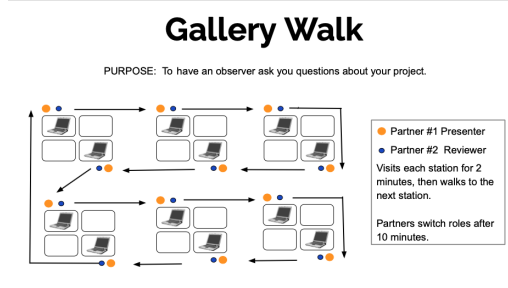 Gallery Walk
PURPOSE: To have an observer ask you questions about your project.
Partner #1 Presenter
Partner #2 Reviewer
Visits each station for 2
minutes, then walks to the
next station.
Partners switch roles after
10 minutes.